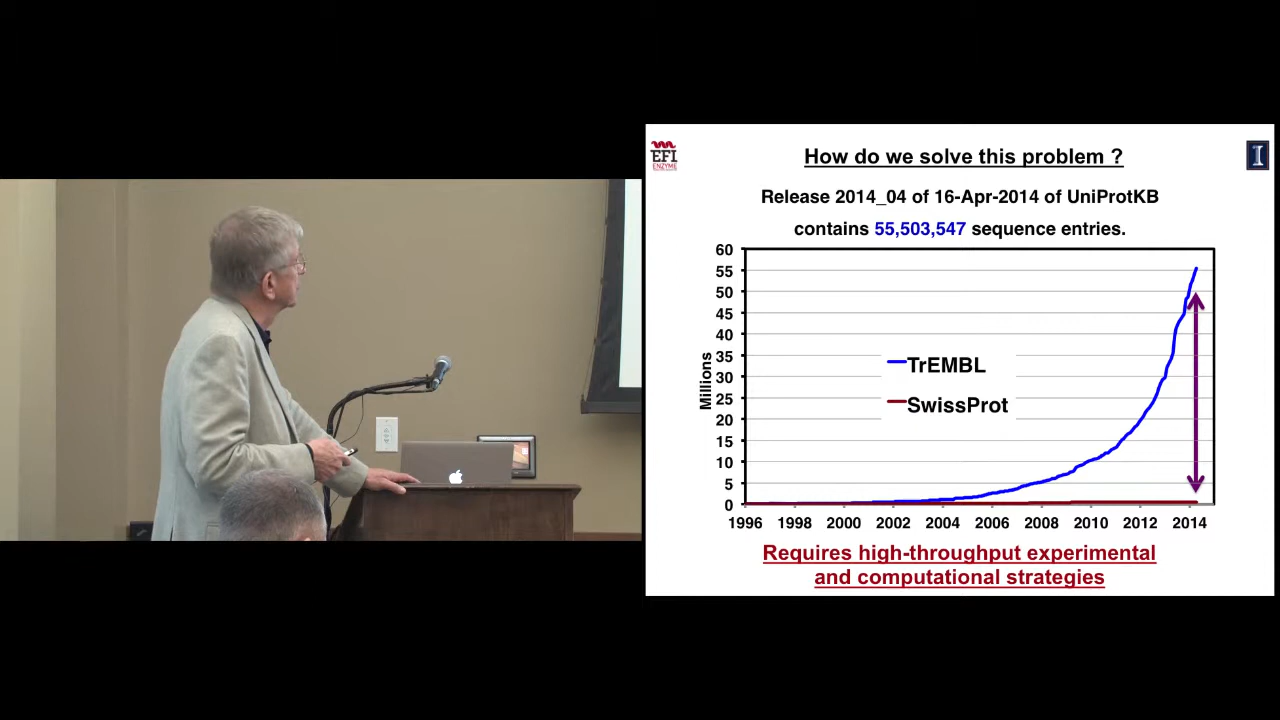 EFI
ENZYME
I
How do we solve this problem ?
Release 2014_04 of 16-Apr-2014 of UniProtKB
contains 55,503,547 sequence entries.
60
55
50
45
40
35
30
25
20
15
10
5
0
Millions
TrEMBL
SwissProt
1996 1998 2000 2002 2004 2006 2008 2010 2012 2014
Requires high-throughput experimental
and computational strategies